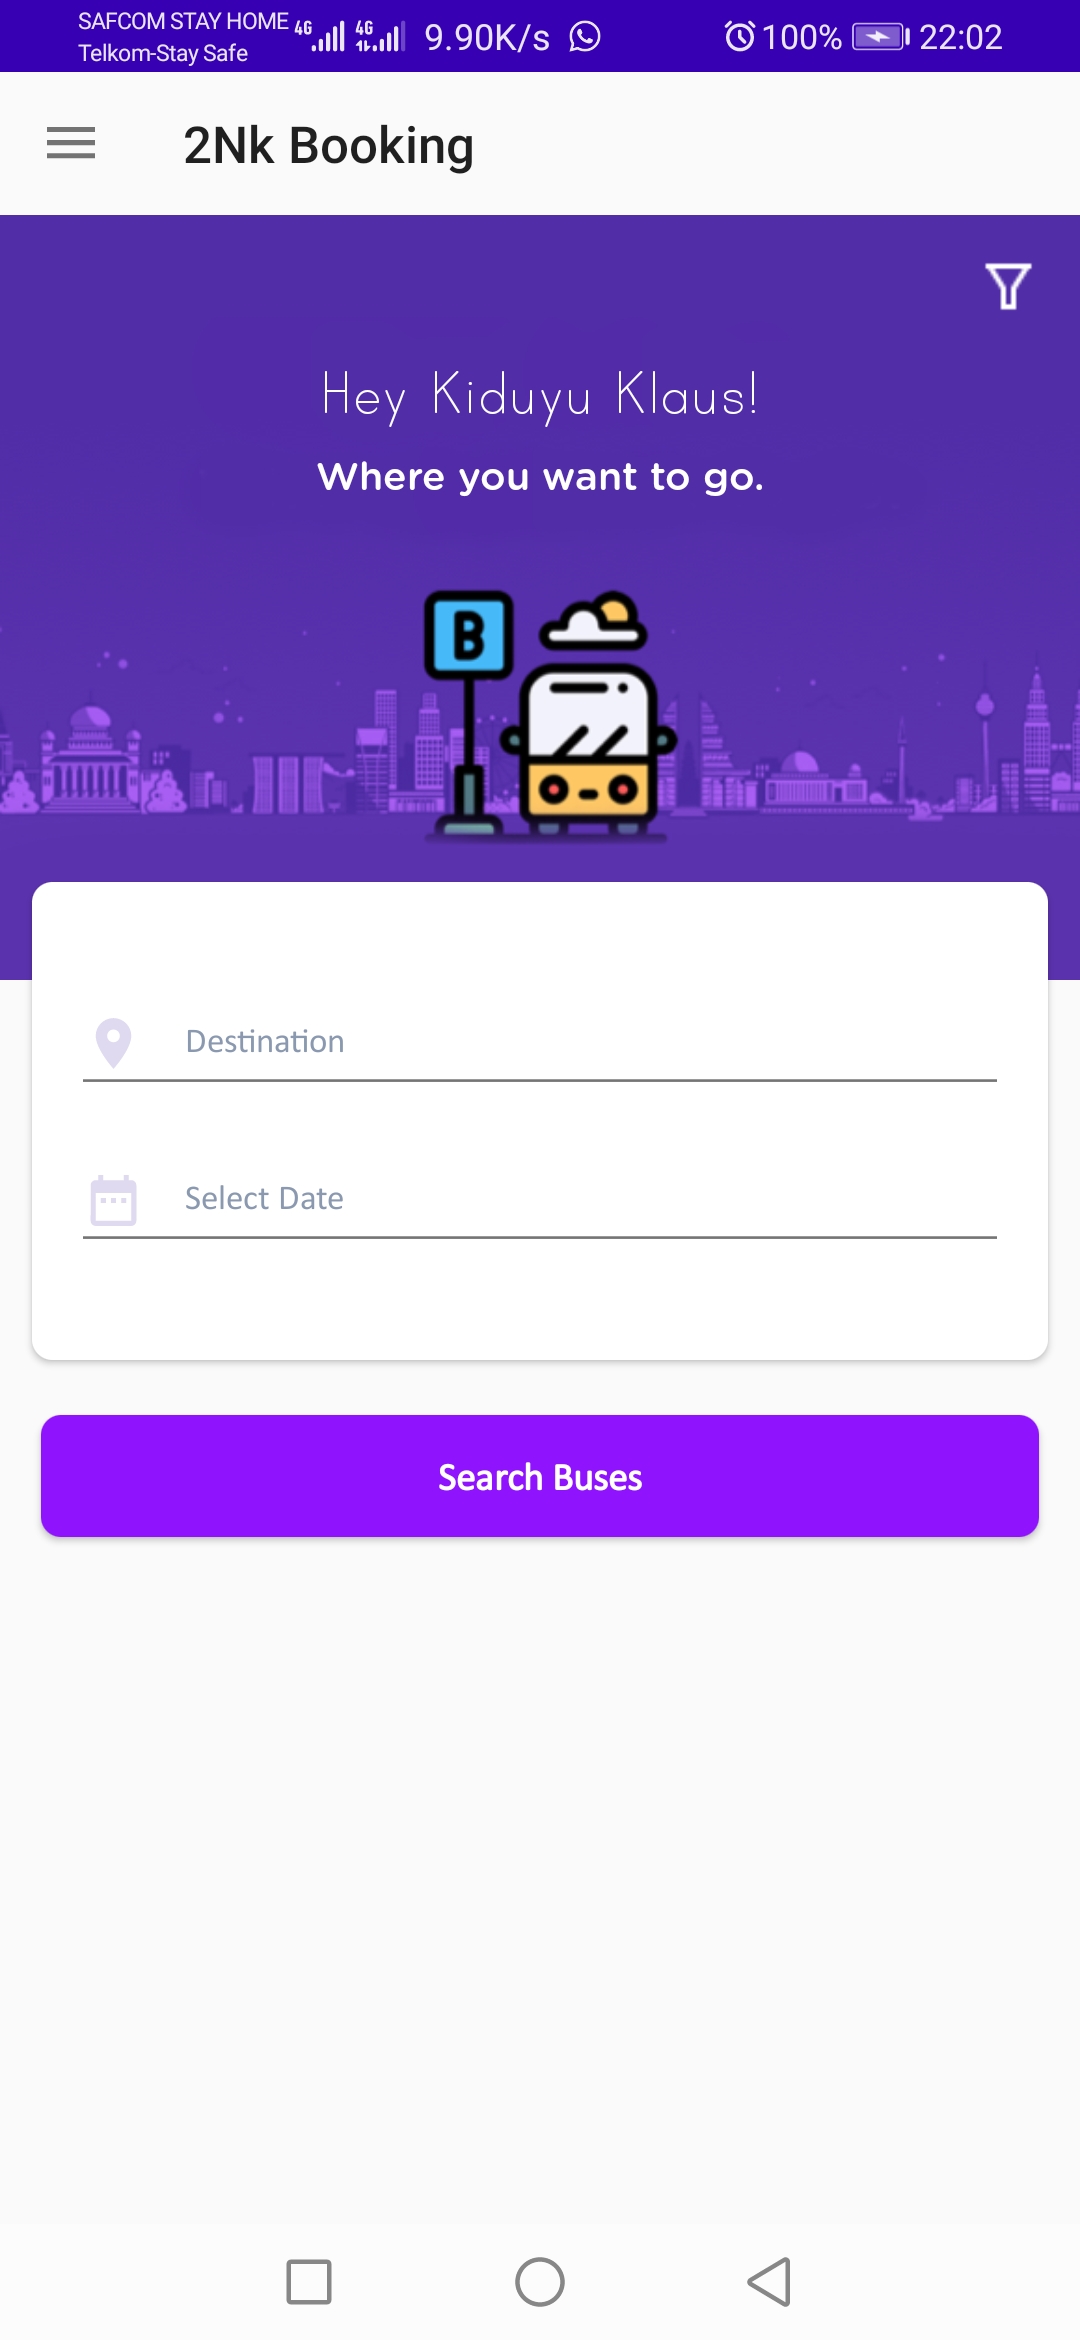 SAFCOM STAY HOME
Telkom-Stay Safe
4G
4G
9.90K/s
100%
22:02
2Nk Booking
Hey Kiduyu Klaus!
Where you want to go.
B
Destination
Select Date
Search Buses